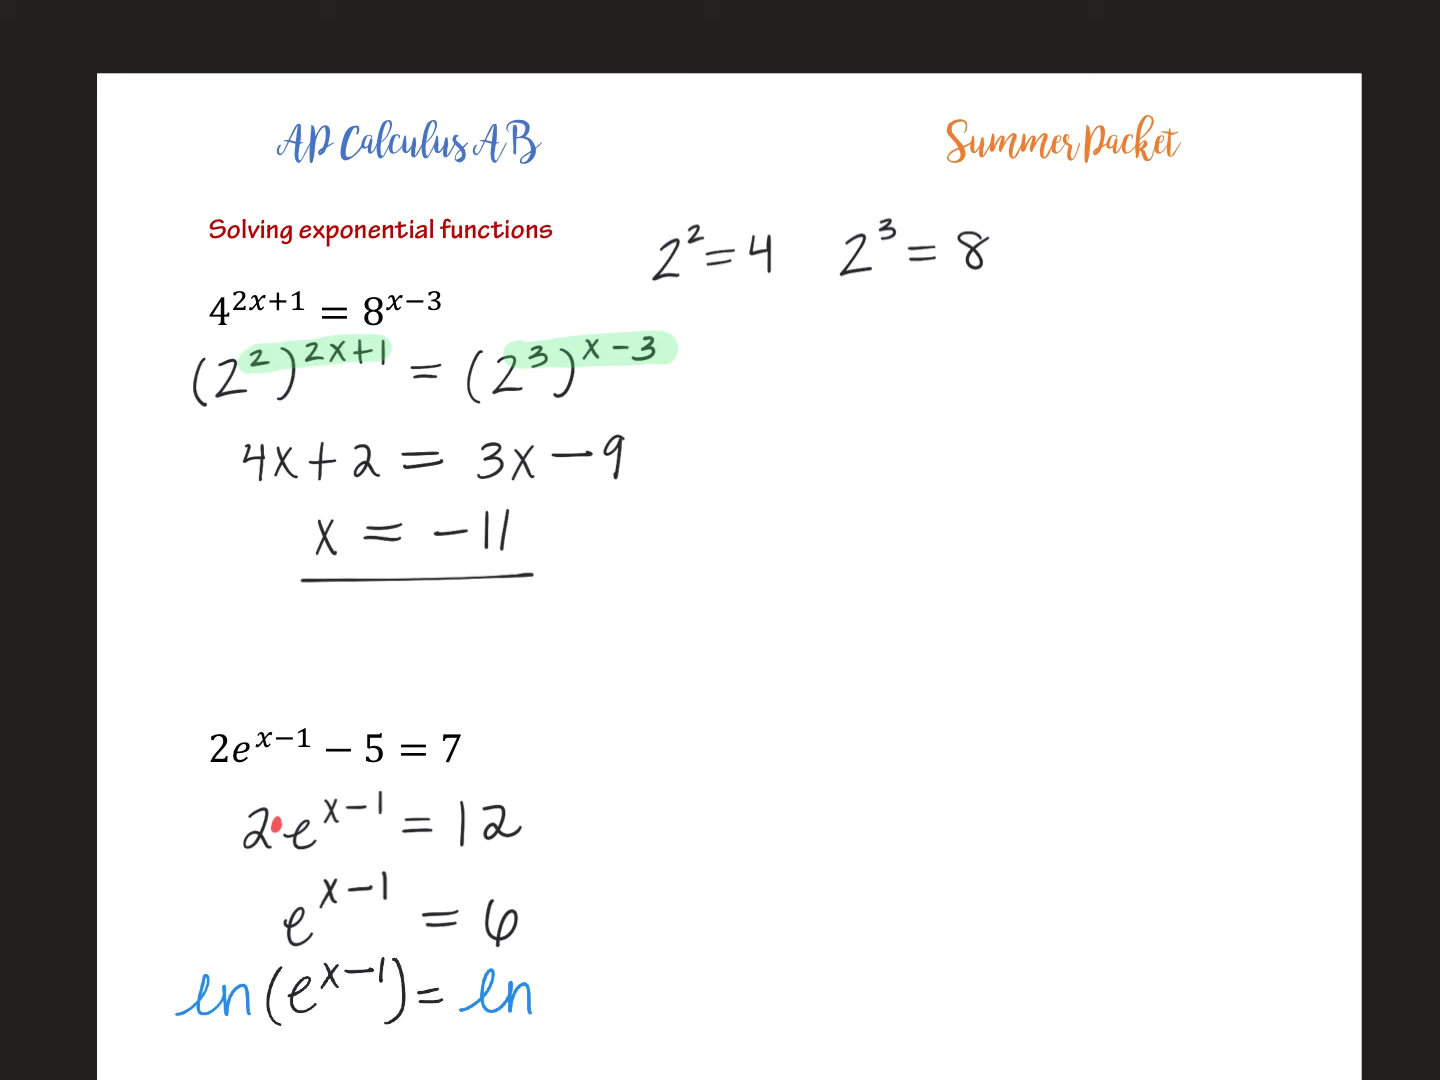 AP Calculus AB Summer Packet
Solving exponential functions
2² = 4 2³ = 8
4^{2x+1} = 8^{x−3}
(2²)^{2x+1} = (2³)^{x−3}
4x + 2 = 3x − 9
x = −11
2e^{x−1} − 5 = 7
2•e^{x−1} = 12
e^{x−1} = 6
ln(e^{x−1}) = ln